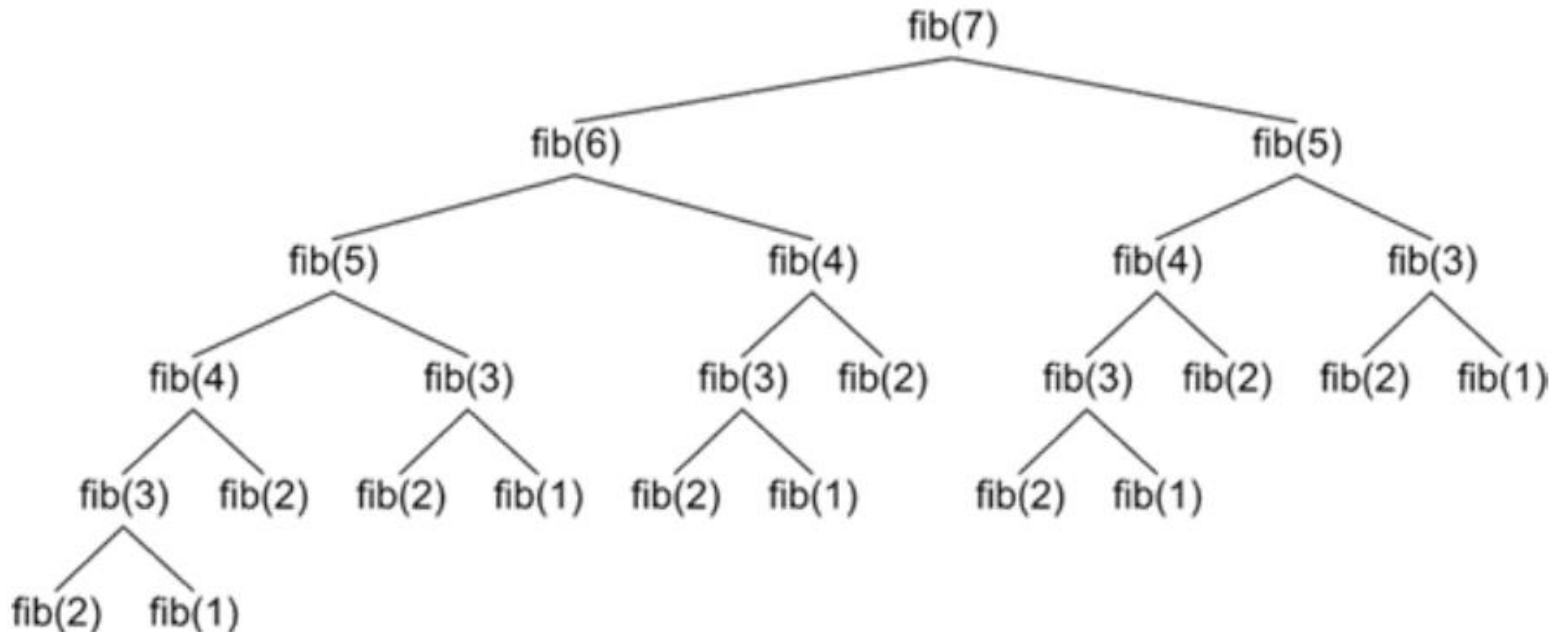 fib(7)
fib(6) fib(5)
fib(5) fib(4) fib(4) fib(3)
fib(4) fib(3) fib(3) fib(2) fib(3) fib(2) fib(2) fib(1)
fib(3) fib(2) fib(2) fib(1) fib(2) fib(1) fib(2) fib(1)
fib(2) fib(1)